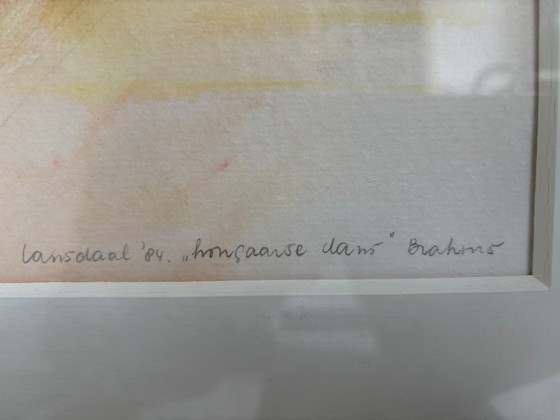 Lansdaal '84. „hongaarse dans" Brahms